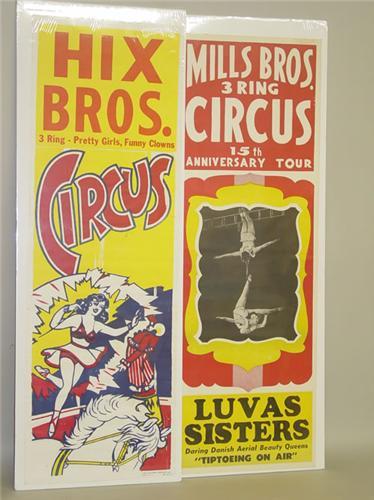 HIX
BROS.
3 Ring - Pretty Girls, Funny Clowns
CIRCUS
MILLS BROS.
3 RING
CIRCUS
15th
ANNIVERSARY TOUR
LUVAS
SISTERS
Daring Danish Aerial Beauty Queens
"TIPTOEING ON AIR"